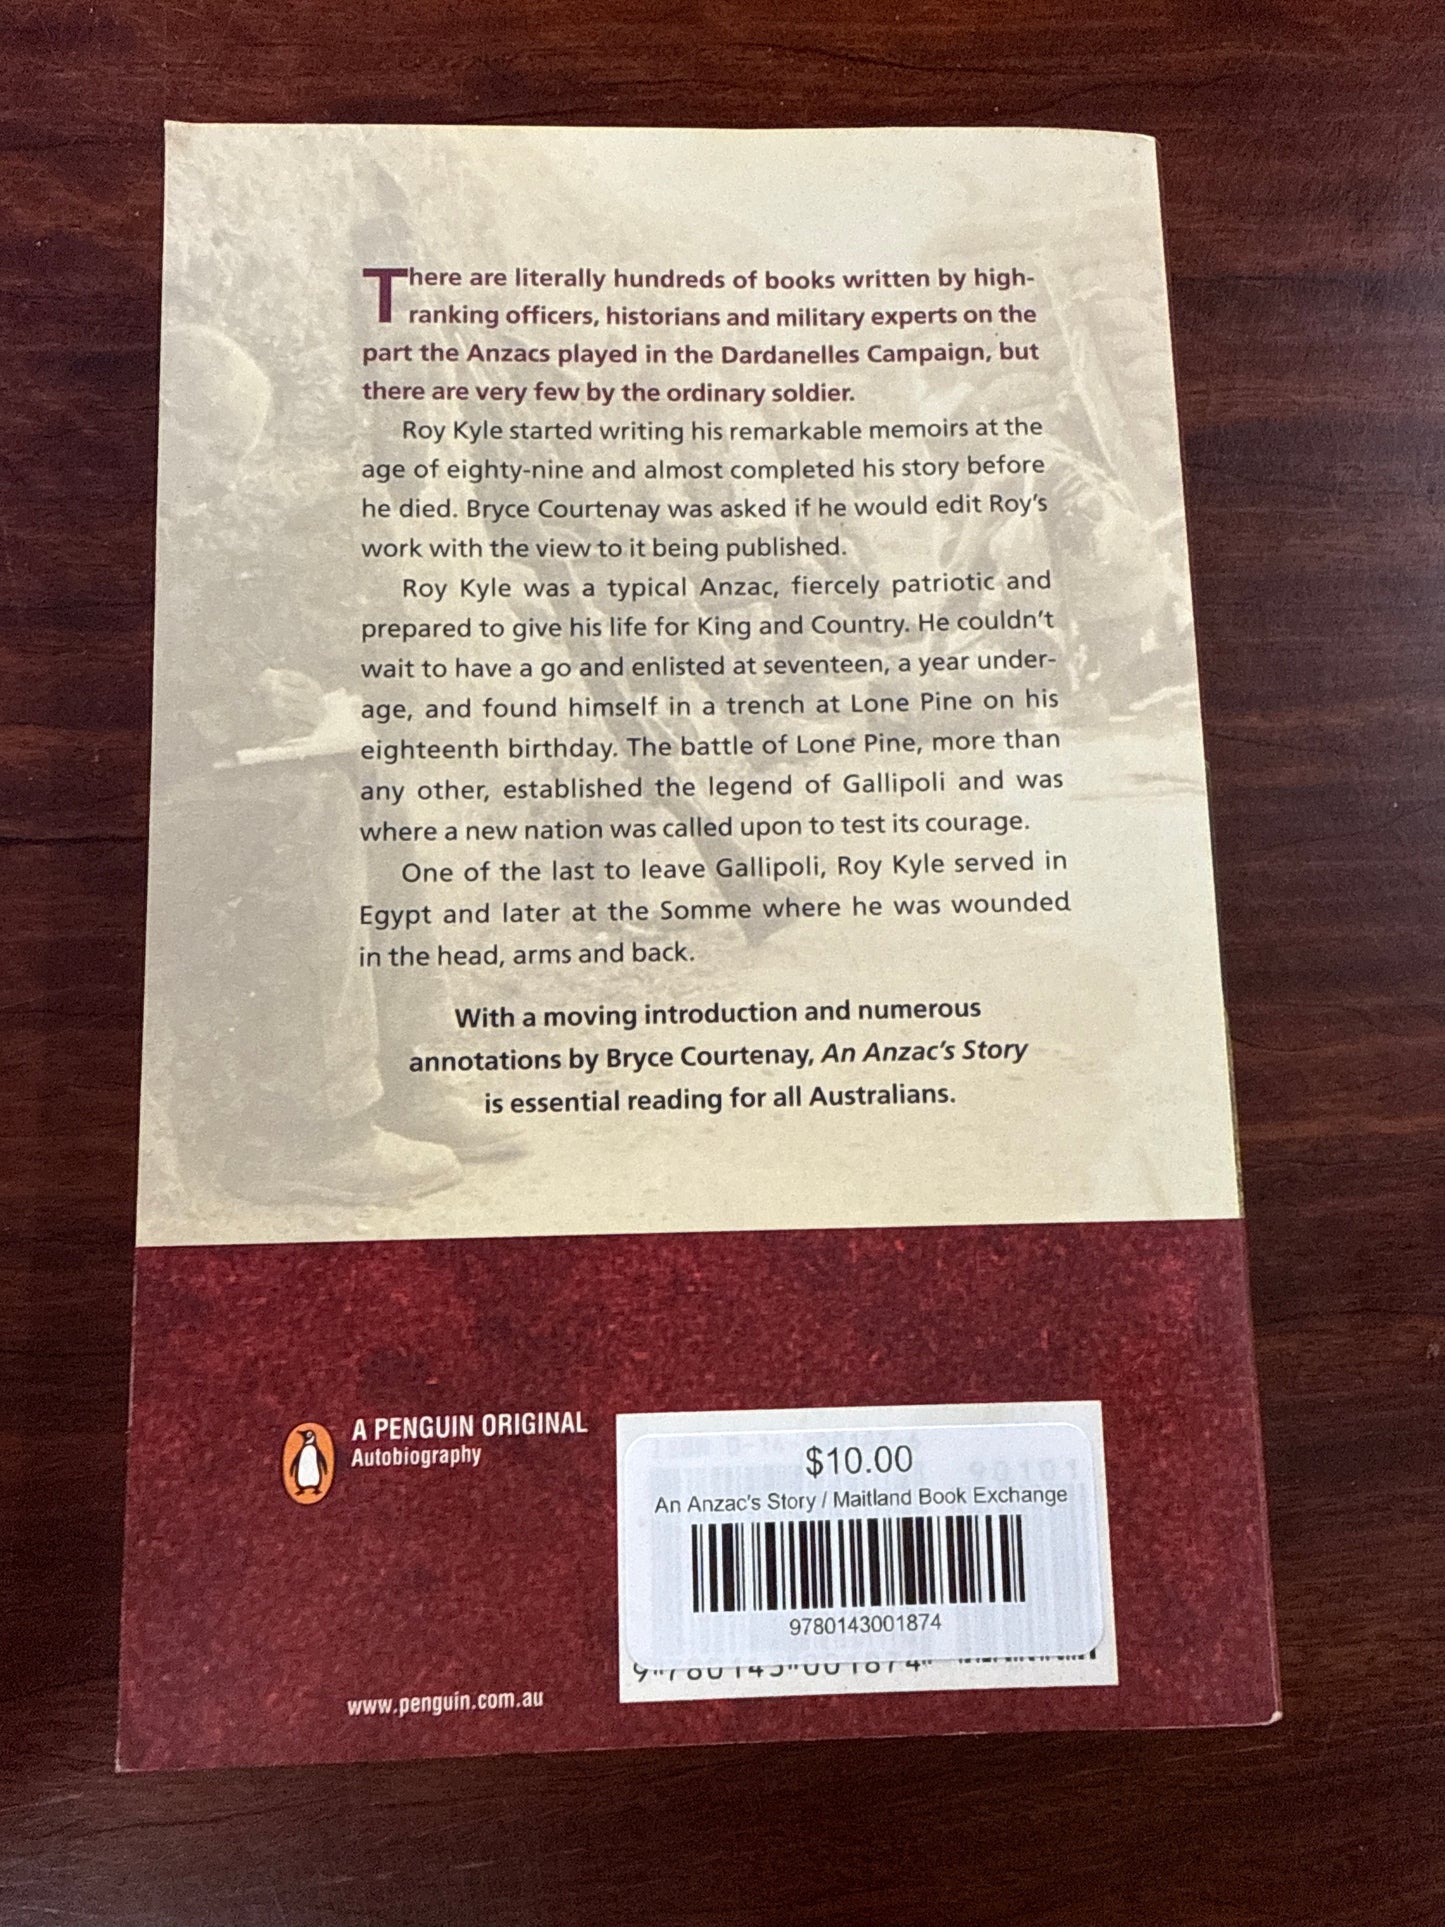 There are literally hundreds of books written by high-
ranking officers, historians and military experts on the
part the Anzacs played in the Dardanelles Campaign, but
there are very few by the ordinary soldier.
Roy Kyle started writing his remarkable memoirs at the
age of eighty-nine and almost completed his story before
he died. Bryce Courtenay was asked if he would edit Roy's
work with the view to it being published.
Roy Kyle was a typical Anzac, fiercely patriotic and
prepared to give his life for King and Country. He couldn't
wait to have a go and enlisted at seventeen, a year under-
age, and found himself in a trench at Lone Pine on his
eighteenth birthday. The battle of Lone Pine, more than
any other, established the legend of Gallipoli and was
where a new nation was called upon to test its courage.
One of the last to leave Gallipoli, Roy Kyle served in
Egypt and later at the Somme where he was wounded
in the head, arms and back.
With a moving introduction and numerous
annotations by Bryce Courtenay, An Anzac's Story
is essential reading for all Australians.
A PENGUIN ORIGINAL
Autobiography
$10.00
An Anzac's Story / Maitland Book Exchange
9780143001874
9 780143 001874
www.penguin.com.au